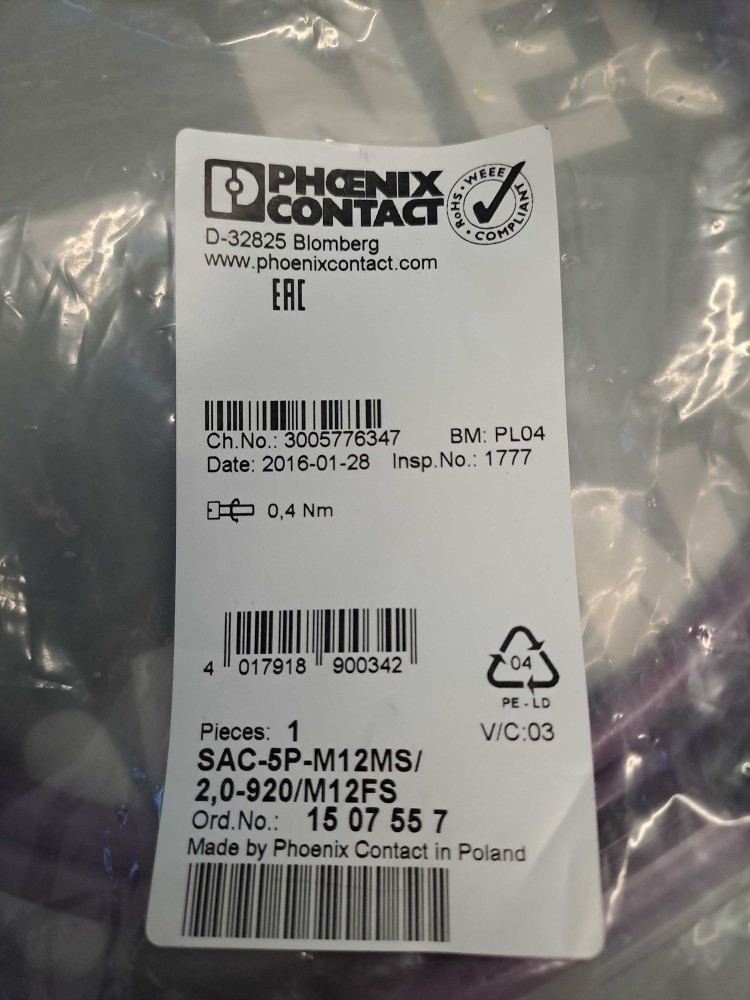 PHŒNIX
CONTACT
RoHS · WEEE · COMPLIANT
D-32825 Blomberg
www.phoenixcontact.com
EAC
Ch.No.: 3005776347 BM: PL04
Date: 2016-01-28 Insp.No.: 1777
0,4 Nm
4 017918 900342
04
PE-LD
Pieces: 1 V/C:03
SAC-5P-M12MS/
2,0-920/M12FS
Ord.No.: 15 07 55 7
Made by Phoenix Contact in Poland